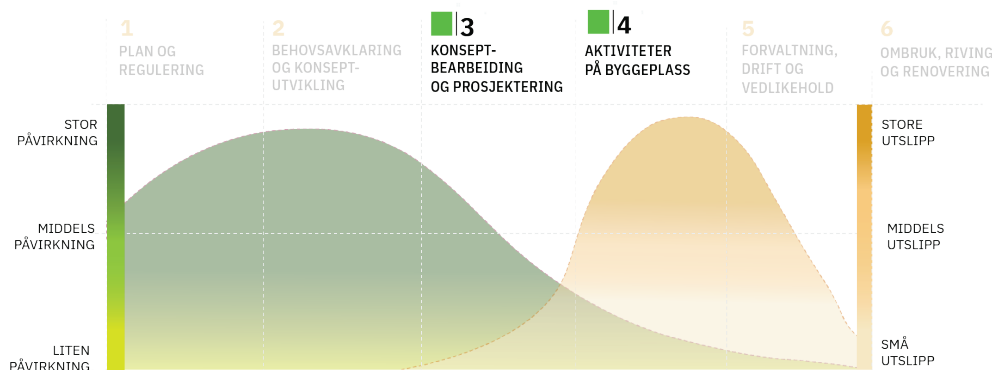 1
PLAN OG
REGULERING
2
BEHOVSAVKLARING
OG KONSEPT-
UTVIKLING
3
KONSEPT-
BEARBEIDING
OG PROSJEKTERING
4
AKTIVITETER
PÅ BYGGEPLASS
5
FORVALTNING,
DRIFT OG
VEDLIKEHOLD
6
OMBRUK, RIVING
OG RENOVERING
STOR
PÅVIRKNING
MIDDELS
PÅVIRKNING
LITEN
PÅVIRKNING
STORE
UTSLIPP
MIDDELS
UTSLIPP
SMÅ
UTSLIPP